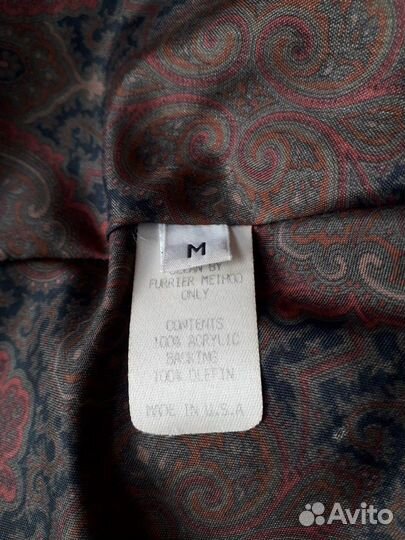 M
CLEAN BY
FURRIER METHOD
ONLY
CONTENTS
100% ACRYLIC
BACKING
100% OLEFIN
MADE IN U.S.A
Avito